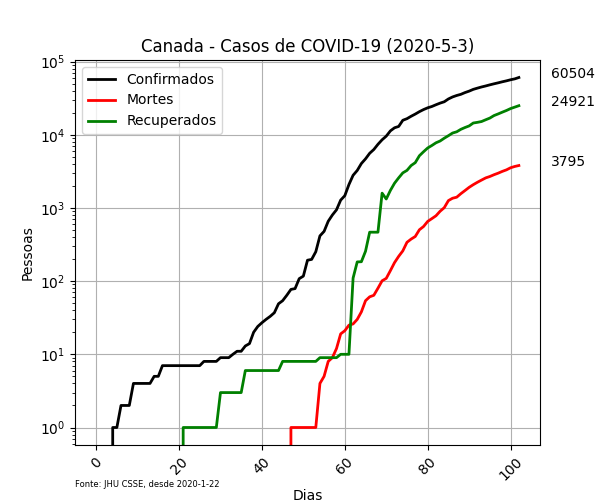 Canada - Casos de COVID-19 (2020-5-3)
Confirmados
Mortes
Recuperados
60504
24921
3795
Pessoas
10^5
10^4
10^3
10^2
10^1
10^0
0 20 40 60 80 100
Fonte: JHU CSSE, desde 2020-1-22
Dias